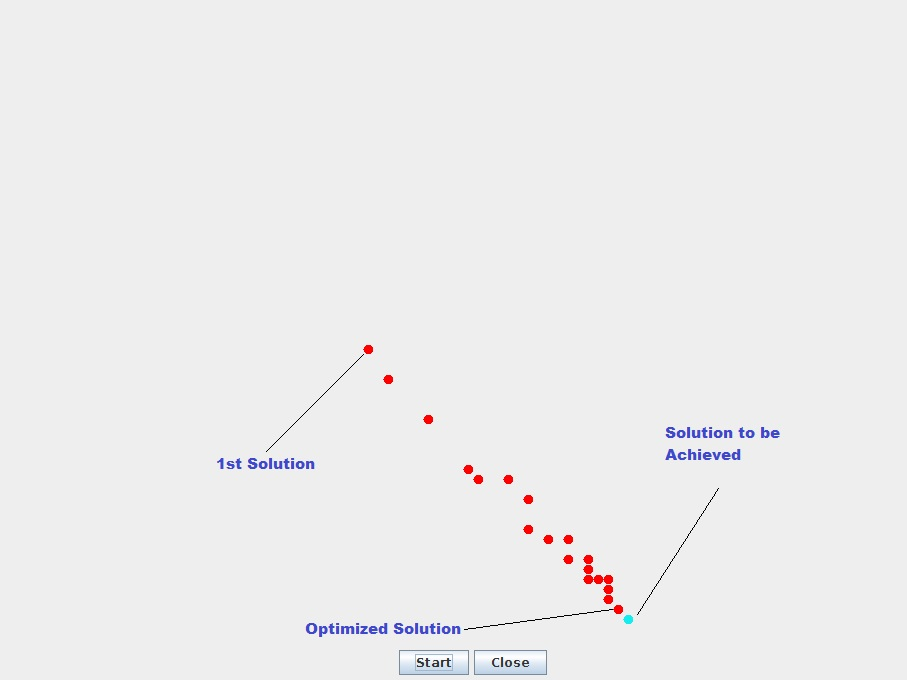 Solution to be
Achieved
1st Solution
Optimized Solution
Start
Close